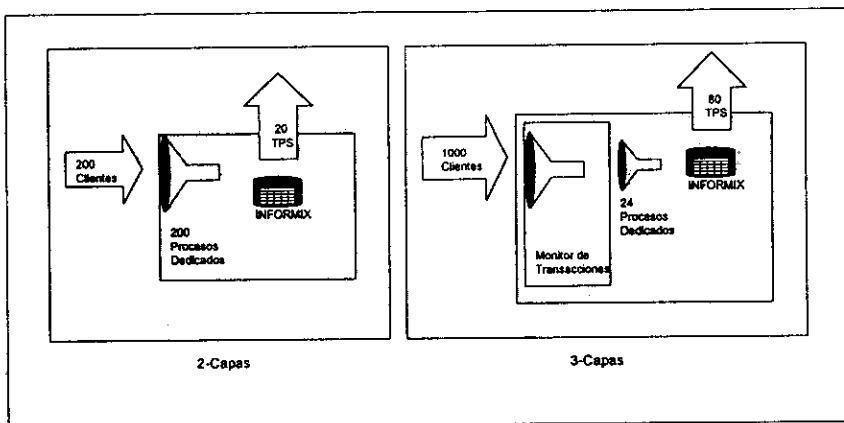 200
Clientes
20
TPS
INFORMIX
200
Procesos
Dedicados
2-Capas
1000
Clientes
80
TPS
INFORMIX
24
Procesos
Dedicados
Monitor de
Transacciones
3-Capas